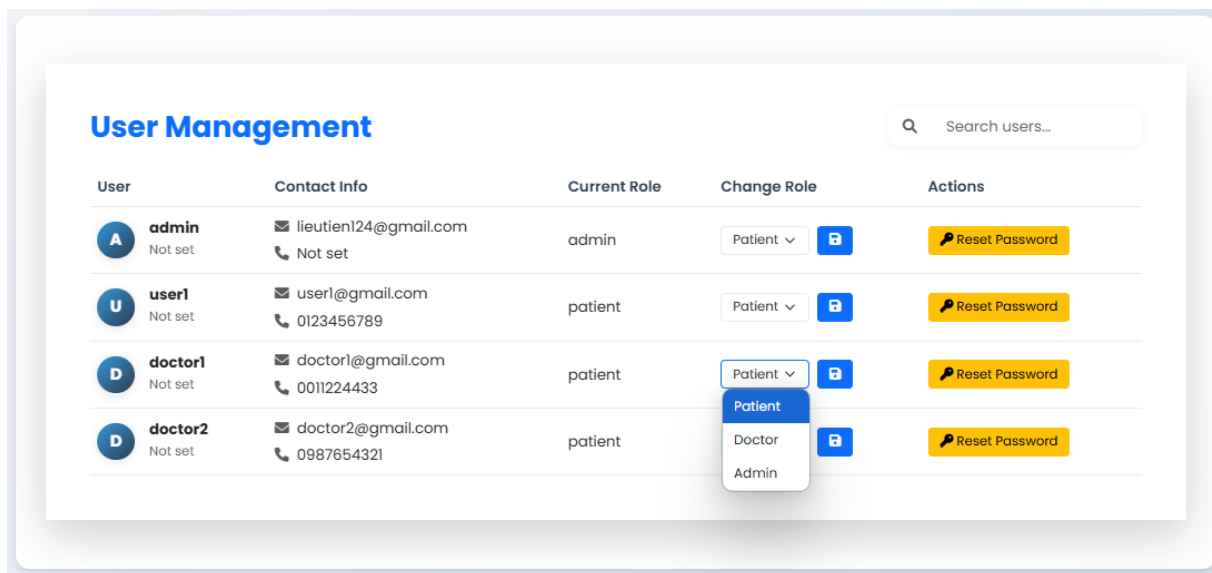 User Management
Search users...
User Contact Info Current Role Change Role Actions
A admin lieutien124@gmail.com admin Patient Reset Password
Not set Not set
U user1 user1@gmail.com patient Patient Reset Password
Not set 0123456789
D doctor1 doctor1@gmail.com patient Patient Reset Password
Not set 0011224433
Patient
Doctor
Admin
D doctor2 doctor2@gmail.com patient Reset Password
Not set 0987654321